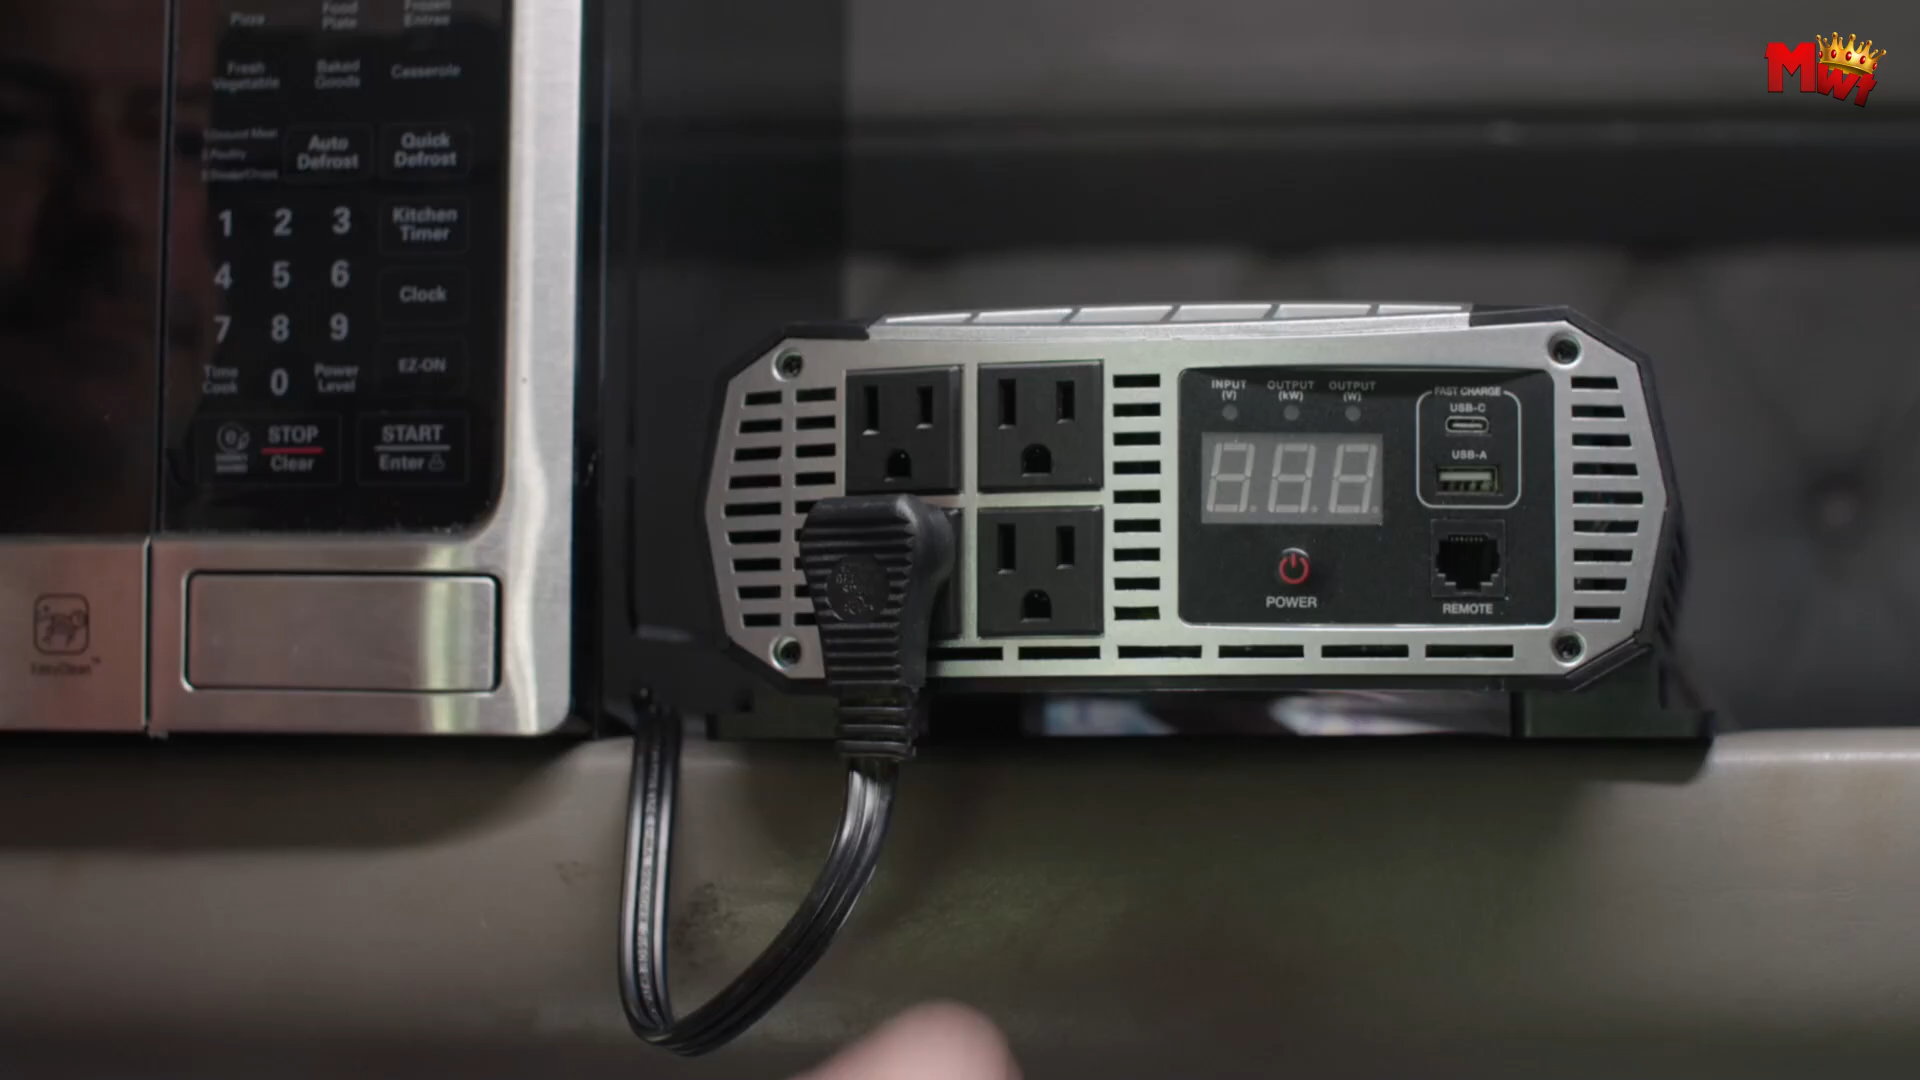 Pizza
Food
Plate
Frozen
Entree
Fresh
Vegetable
Baked
Goods
Casserole
Auto
Defrost
Quick
Defrost
1 2 3
Kitchen
Timer
4 5 6
Clock
7 8 9
EZ-ON
Time
Cook
0
Power
Level
STOP
Clear
START
Enter
EasyClean™
INPUT
(V)
OUTPUT
(kW)
OUTPUT
(W)
FAST CHARGE
USB-C
USB-A
POWER
REMOTE
MWT